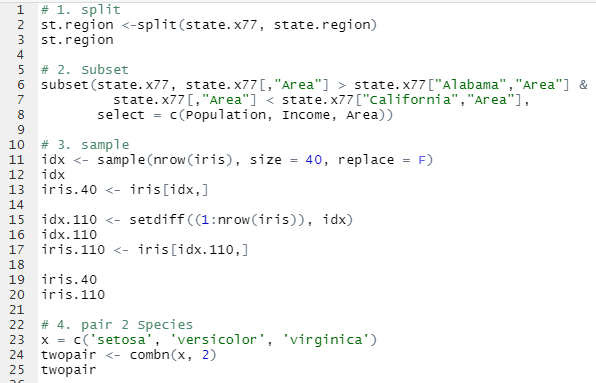 1 # 1. split
2 st.region <-split(state.x77, state.region)
3 st.region
4
5 # 2. Subset
6 subset(state.x77, state.x77[,"Area"] > state.x77["Alabama","Area"] &
7 state.x77[,"Area"] < state.x77["California","Area"],
8 select = c(Population, Income, Area))
9
10 # 3. sample
11 idx <- sample(nrow(iris), size = 40, replace = F)
12 idx
13 iris.40 <- iris[idx,]
14
15 idx.110 <- setdiff((1:nrow(iris)), idx)
16 idx.110
17 iris.110 <- iris[idx.110,]
18
19 iris.40
20 iris.110
21
22 # 4. pair 2 Species
23 x = c('setosa', 'versicolor', 'virginica')
24 twopair <- combn(x, 2)
25 twopair